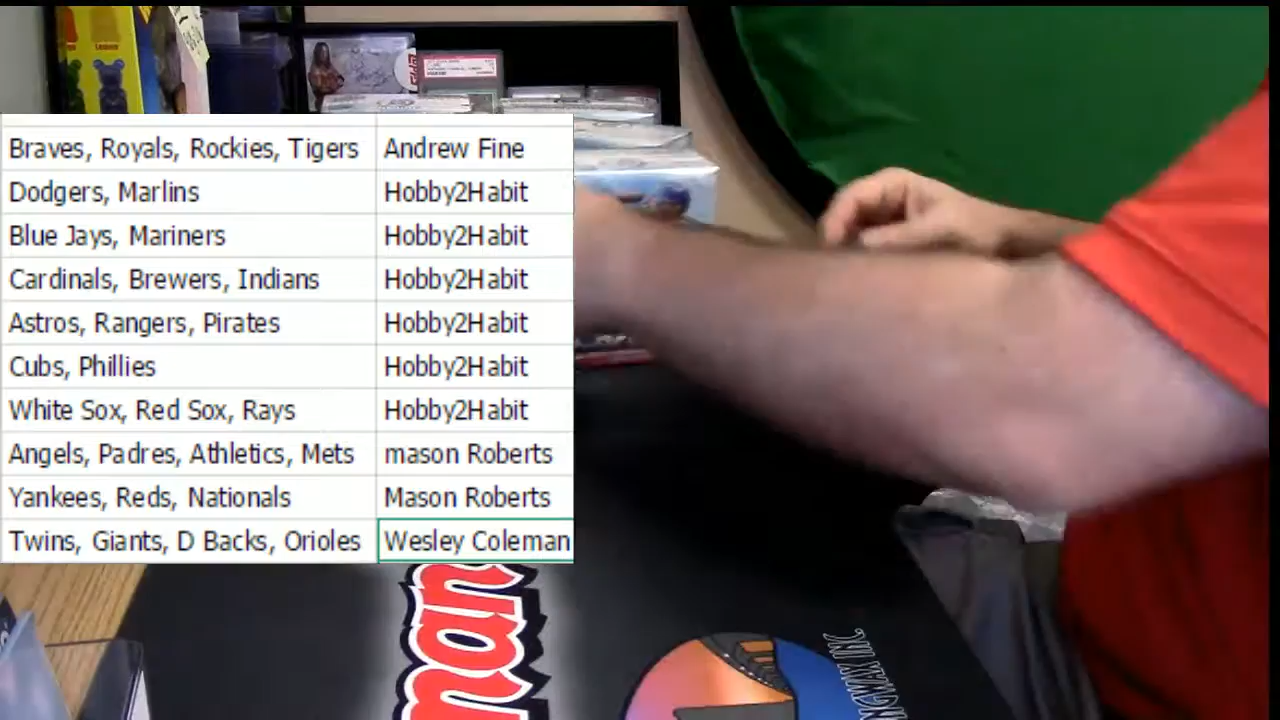 Braves, Royals, Rockies, Tigers Andrew Fine
Dodgers, Marlins Hobby2Habit
Blue Jays, Mariners Hobby2Habit
Cardinals, Brewers, Indians Hobby2Habit
Astros, Rangers, Pirates Hobby2Habit
Cubs, Phillies Hobby2Habit
White Sox, Red Sox, Rays Hobby2Habit
Angels, Padres, Athletics, Mets mason Roberts
Yankees, Reds, Nationals Mason Roberts
Twins, Giants, D Backs, Orioles Wesley Coleman
NGWAX INC.